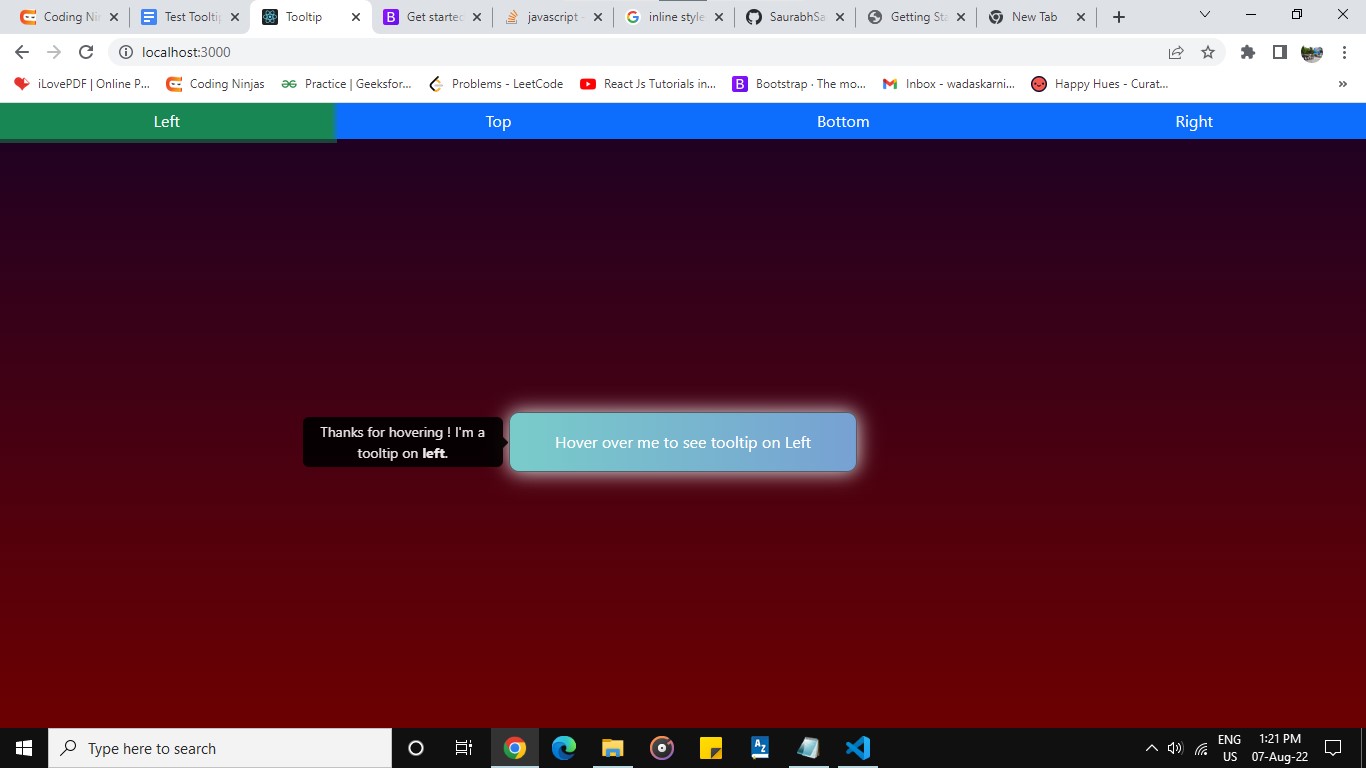 Coding Nin
Test Toolti
Tooltip
Get started
javascript -
inline style
SaurabhSa
Getting Sta
New Tab
localhost:3000
iLovePDF | Online P...
Coding Ninjas
Practice | Geeksfor...
Problems - LeetCode
React Js Tutorials in...
Bootstrap · The mo...
Inbox - wadaskarni...
Happy Hues - Curat...
»
Left
Top
Bottom
Right
Thanks for hovering ! I'm a
tooltip on left.
Hover over me to see tooltip on Left
Type here to search
ENG
US
1:21 PM
07-Aug-22